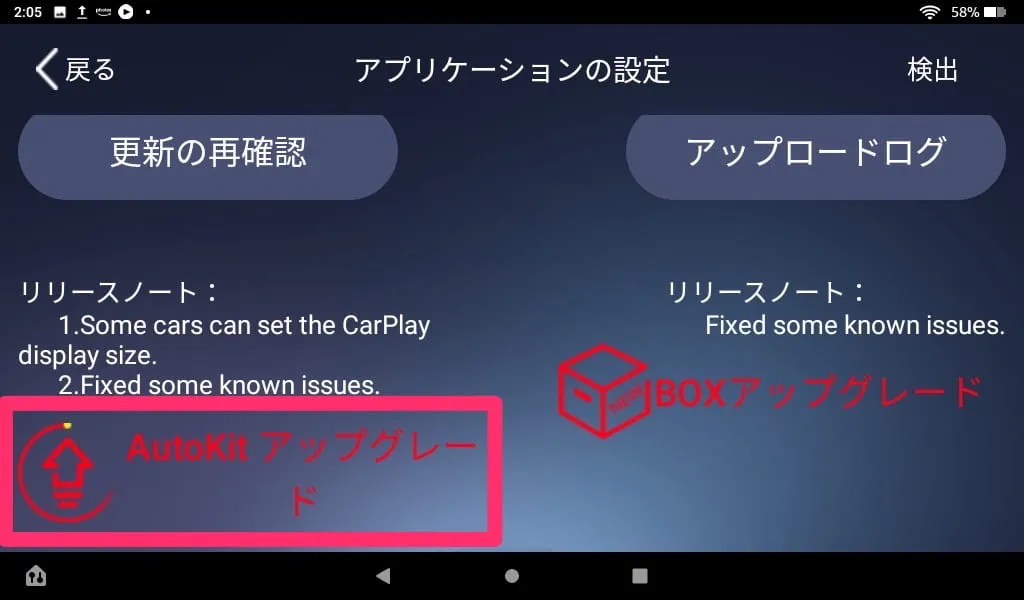 2:05
photos
58%
戻る
アプリケーションの設定
検出
更新の再確認
アップロードログ
リリースノート：
1.Some cars can set the CarPlay
display size.
2.Fixed some known issues.
AutoKit アップグレー
ド
リリースノート：
Fixed some known issues.
NEW
BOXアップグレード